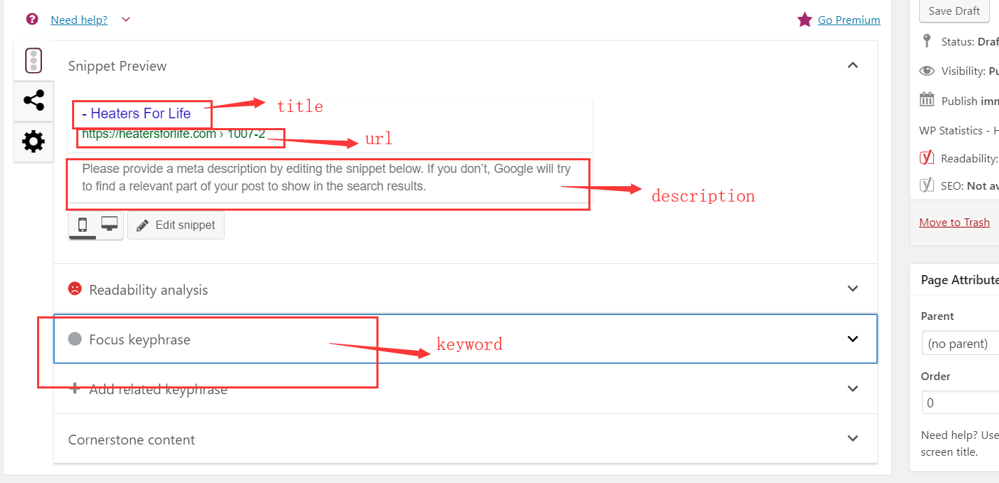 Need help?
Go Premium
Save Draft
Snippet Preview
Status: Draf
Visibility: Pu
Publish imm
WP Statistics - H
Readability:
SEO: Not av
Move to Trash
- Heaters For Life
title
https://heatersforlife.com › 1007-2
url
Please provide a meta description by editing the snippet below. If you don’t, Google will try
to find a relevant part of your post to show in the search results.
description
Edit snippet
Readability analysis
Focus keyphrase
keyword
Add related keyphrase
Cornerstone content
Page Attribute
Parent
(no parent)
Order
0
Need help? Use
screen title.